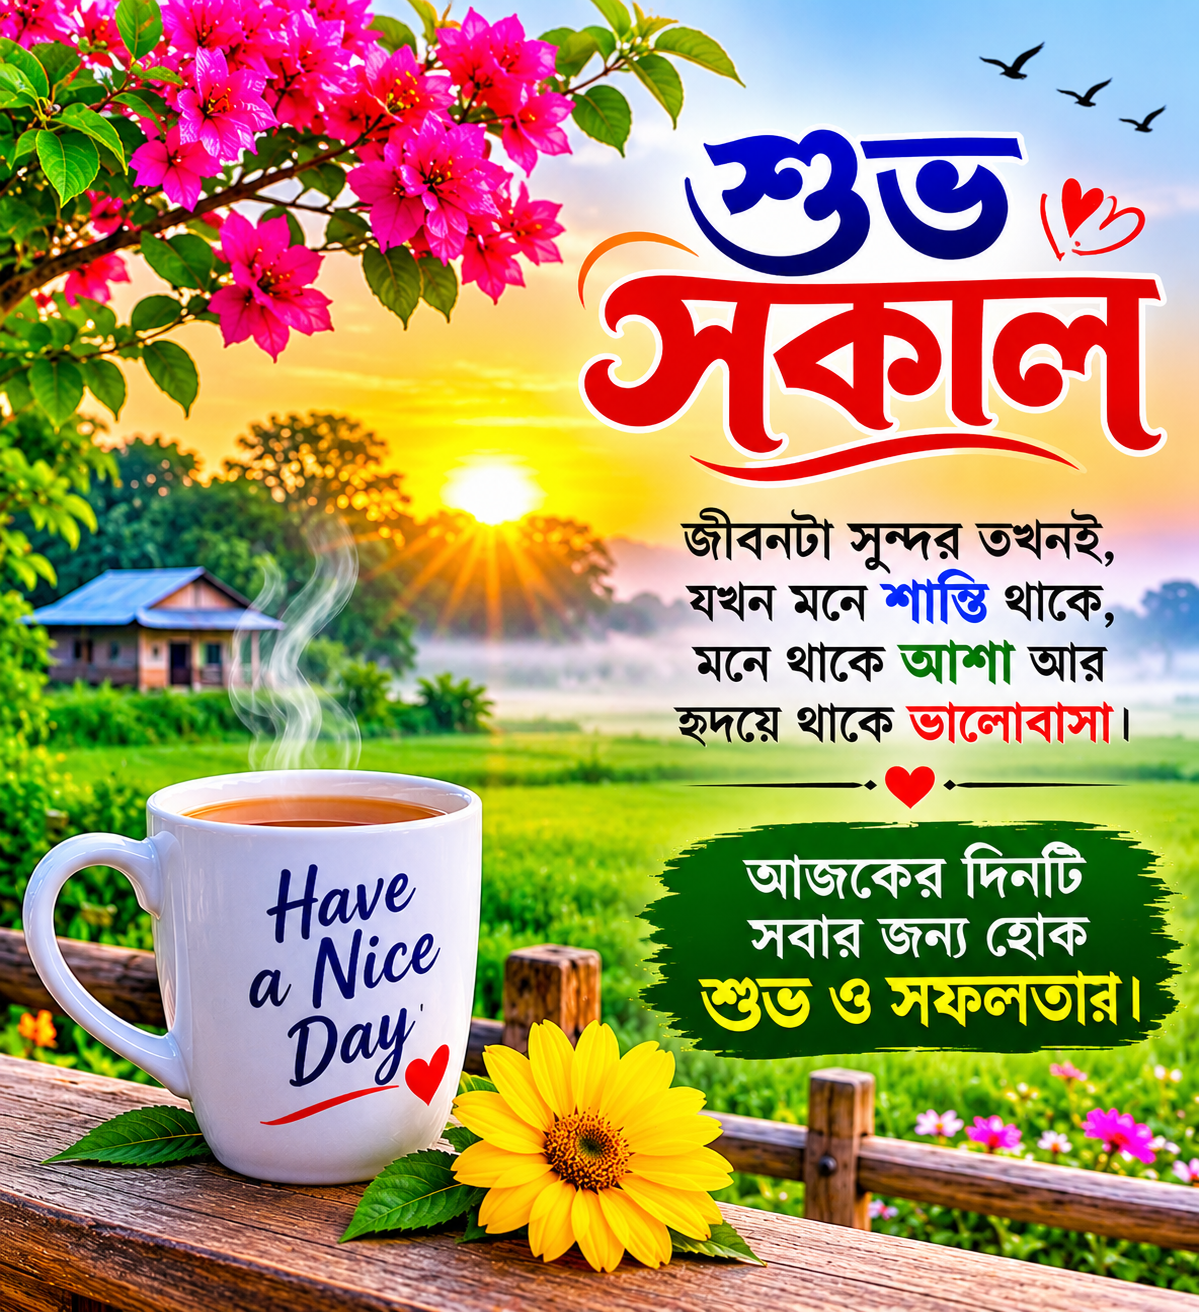 শুভ
সকাল
জীবনটা সুন্দর তখনই,
যখন মনে শান্তি থাকে,
মনে থাকে আশা আর
হৃদয়ে থাকে ভালোবাসা।
আজকের দিনটি
সবার জন্য হোক
শুভ ও সফলতার।
Have
a Nice
Day